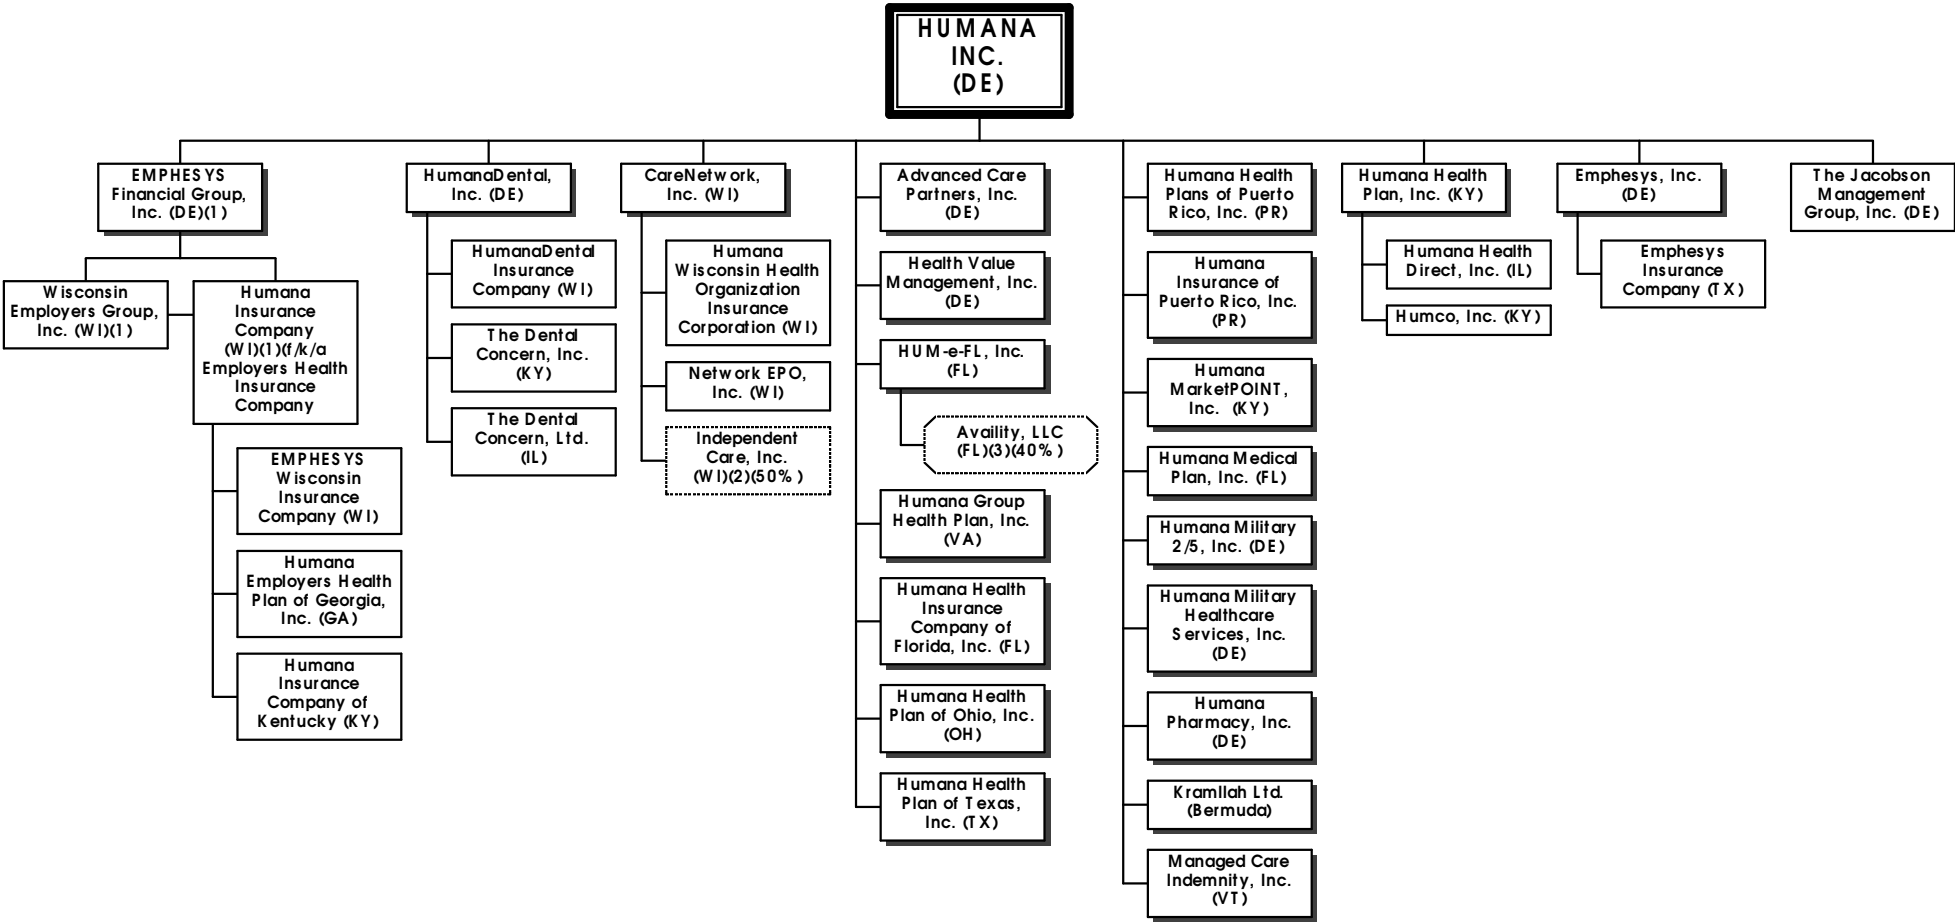 HUMANA
INC.
(DE)
EMPHESYS
Financial Group,
Inc. (DE)(1)
Wisconsin
Employers Group,
Inc. (WI)(1)
Humana
Insurance
Company
(WI)(1)(f/k/a
Employers Health
Insurance
Company
EMPHESYS
Wisconsin
Insurance
Company (WI)
Humana
Employers Health
Plan of Georgia,
Inc. (GA)
Humana
Insurance
Company of
Kentucky (KY)
HumanaDental,
Inc. (DE)
HumanaDental
Insurance
Company (WI)
The Dental
Concern, Inc.
(KY)
The Dental
Concern, Ltd.
(IL)
CareNetwork,
Inc. (WI)
Humana
Wisconsin Health
Organization
Insurance
Corporation (WI)
Network EPO,
Inc. (WI)
Independent
Care, Inc.
(WI)(2)(50%)
Advanced Care
Partners, Inc.
(DE)
Health Value
Management, Inc.
(DE)
HUM-e-FL, Inc.
(FL)
Availity, LLC
(FL)(3)(40%)
Humana Group
Health Plan, Inc.
(VA)
Humana Health
Insurance
Company of
Florida, Inc. (FL)
Humana Health
Plan of Ohio, Inc.
(OH)
Humana Health
Plan of Texas,
Inc. (TX)
Humana Health
Plans of Puerto
Rico, Inc. (PR)
Humana
Insurance of
Puerto Rico, Inc.
(PR)
Humana
MarketPOINT,
Inc. (KY)
Humana Medical
Plan, Inc. (FL)
Humana Military
2/5, Inc. (DE)
Humana Military
Healthcare
Services, Inc.
(DE)
Humana
Pharmacy, Inc.
(DE)
Kramllah Ltd.
(Bermuda)
Managed Care
Indemnity, Inc.
(VT)
Humana Health
Plan, Inc. (KY)
Humana Health
Direct, Inc. (IL)
Humco, Inc. (KY)
Emphesys, Inc.
(DE)
Emphesys
Insurance
Company (TX)
The Jacobson
Management
Group, Inc. (DE)